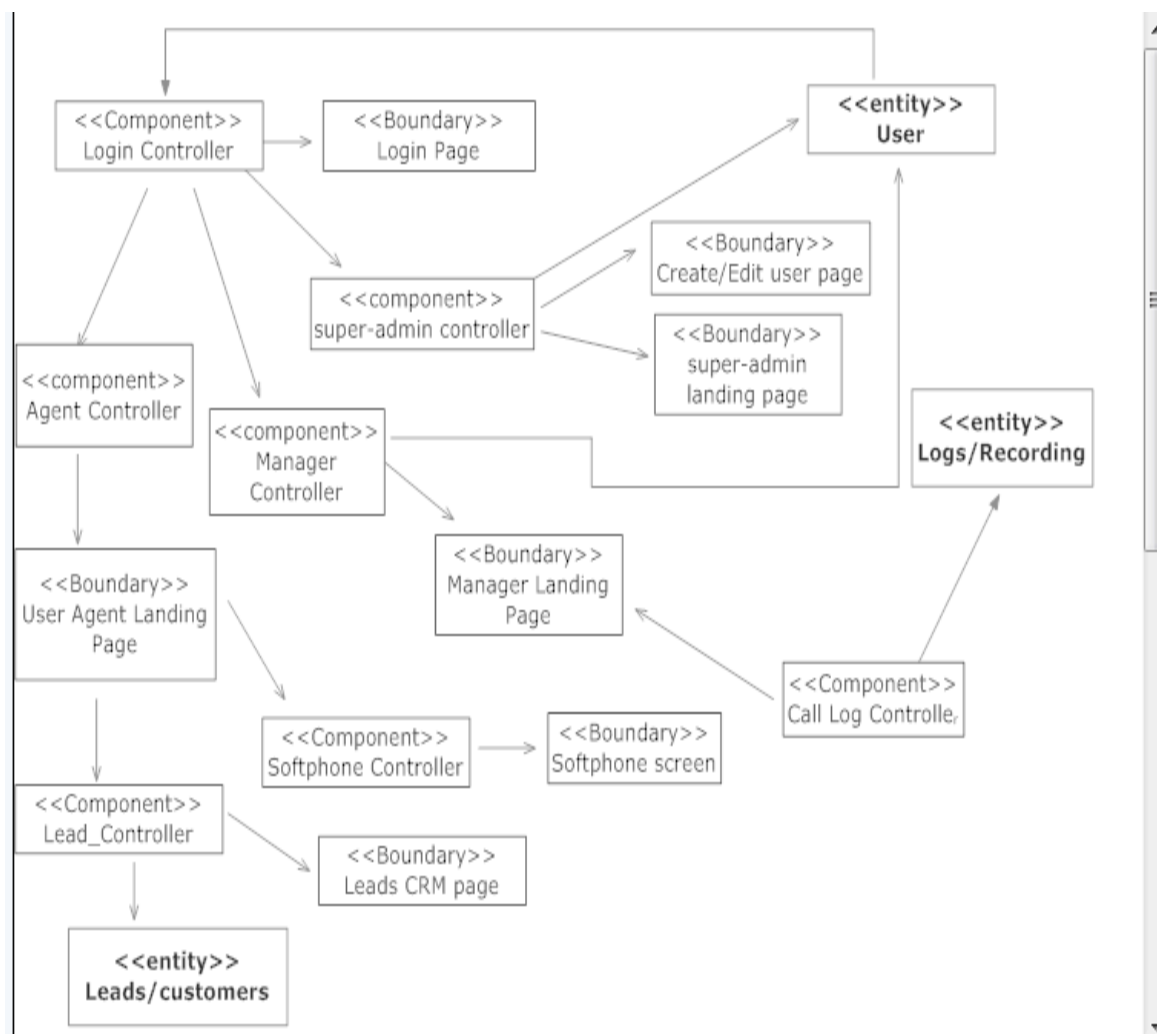 <<Component>>
Login Controller
<<Boundary>>
Login Page
<<entity>>
User
<<Boundary>>
Create/Edit user page
<<component>>
super-admin controller
<<Boundary>>
super-admin
landing page
<<component>>
Agent Controller
<<component>>
Manager
Controller
<<entity>>
Logs/Recording
<<Boundary>>
User Agent Landing
Page
<<Boundary>>
Manager Landing
Page
<<Component>>
Call Log Controller
<<Component>>
Softphone Controller
<<Boundary>>
Softphone screen
<<Component>>
Lead_Controller
<<Boundary>>
Leads CRM page
<<entity>>
Leads/customers